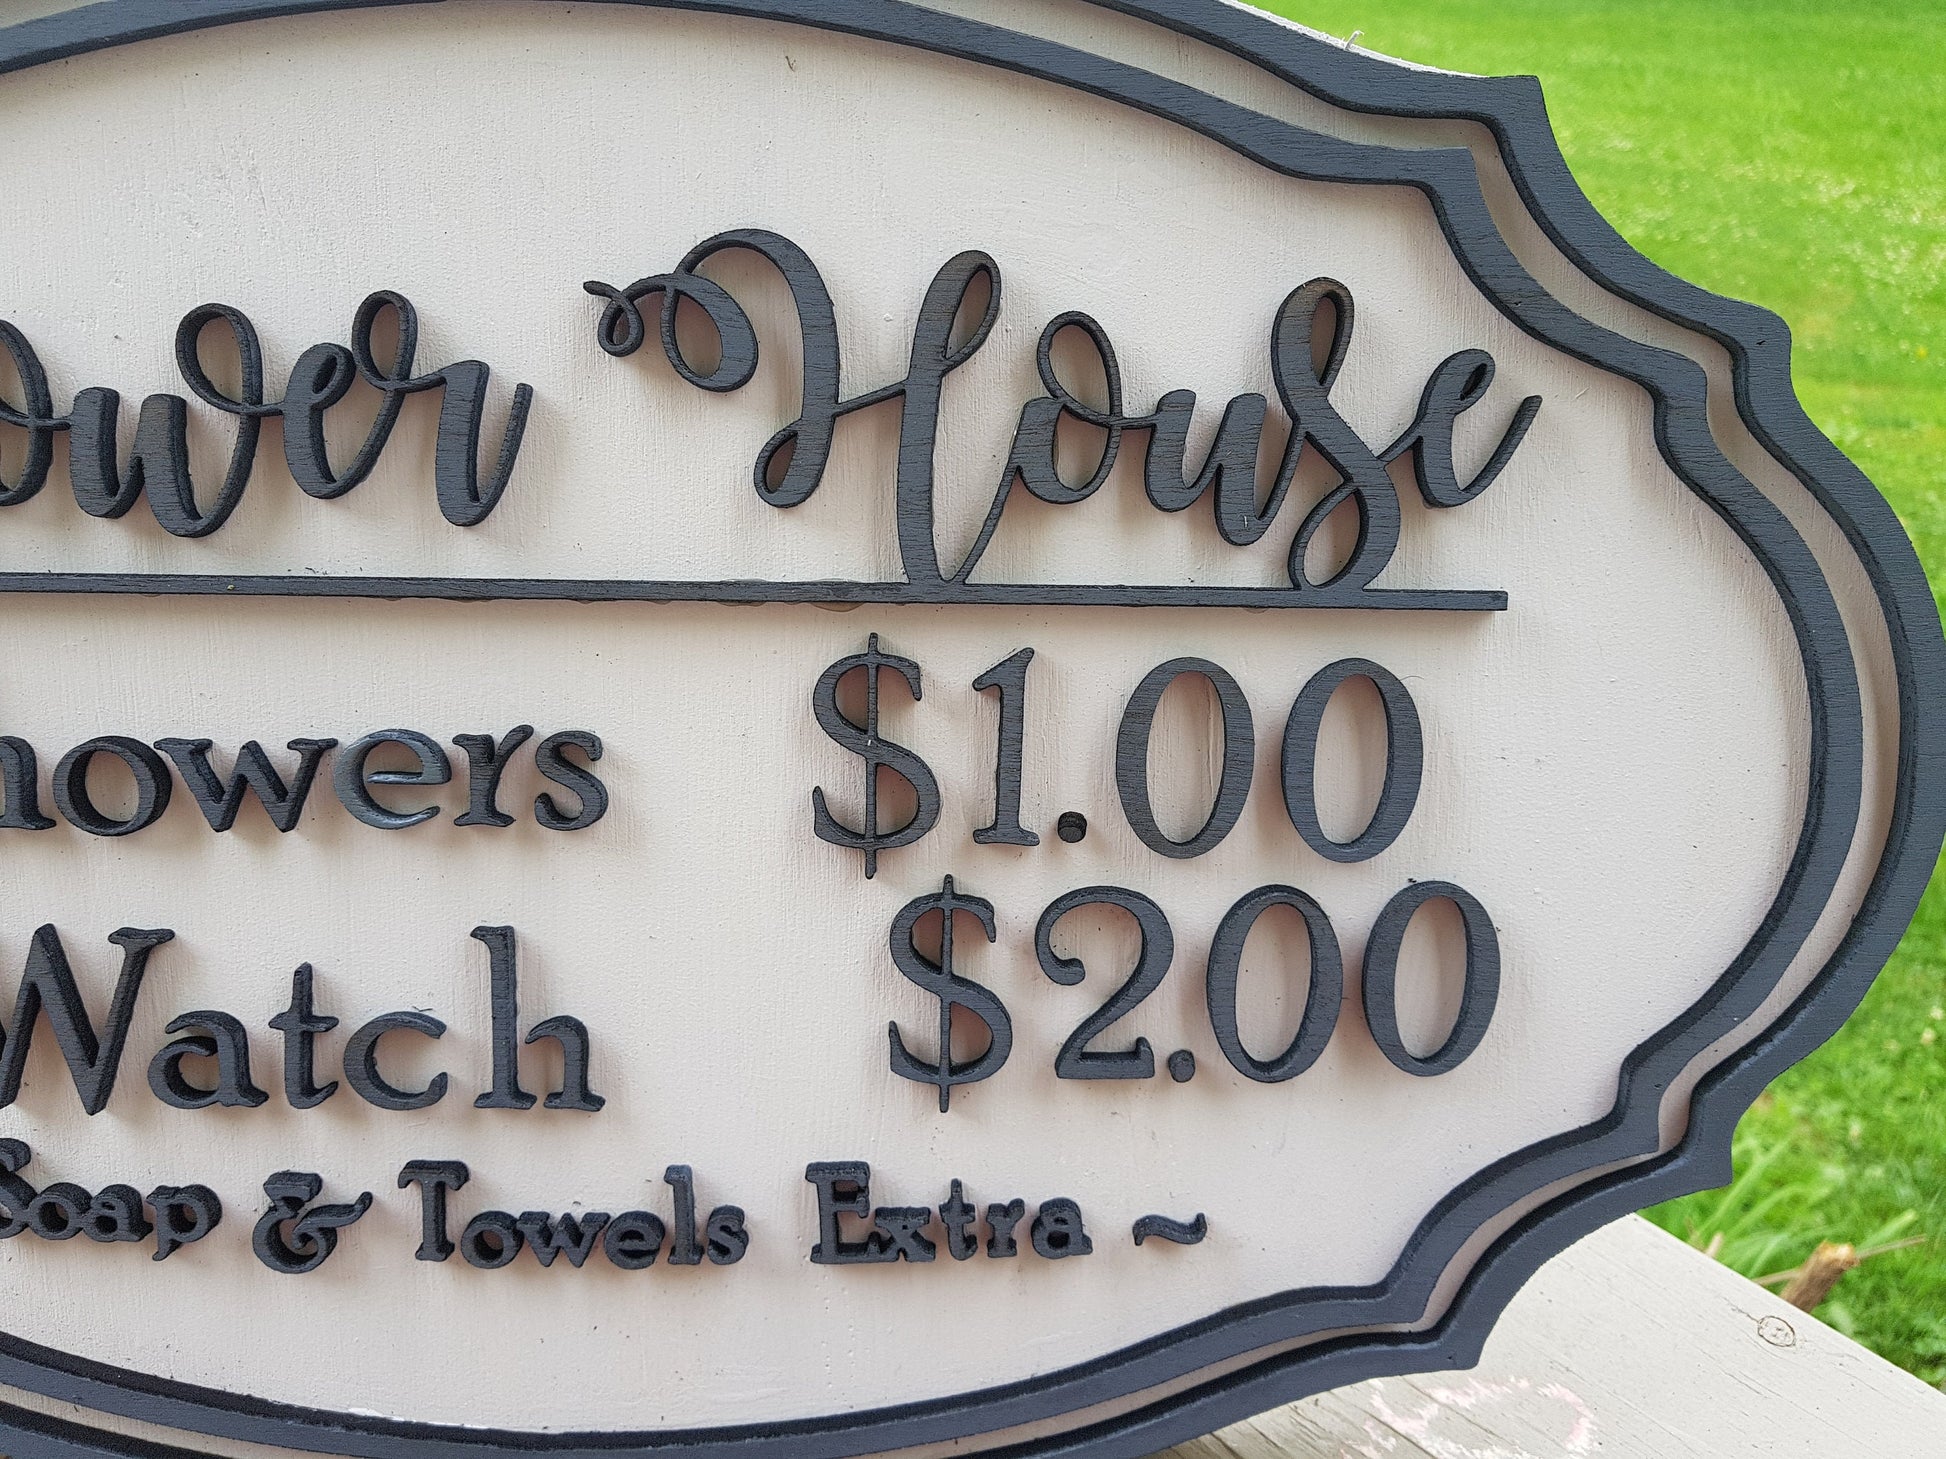 ower House
howers $1.00
Watch $2.00
Soap & Towels Extra ~